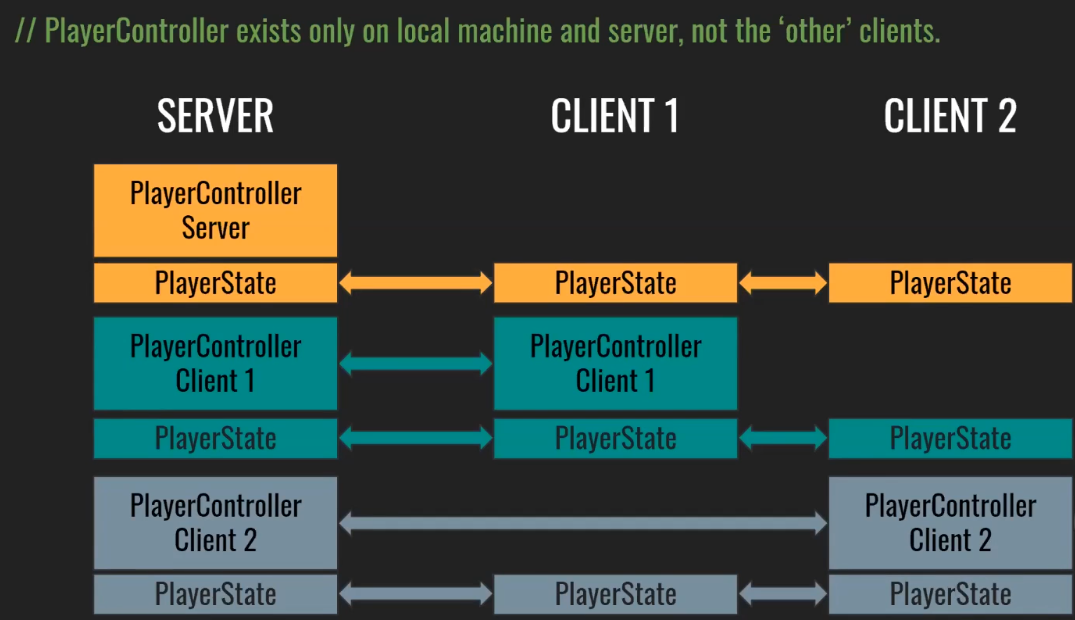 // PlayerController exists only on local machine and server, not the ‘other’ clients.
SERVER
CLIENT 1
CLIENT 2
PlayerController
Server
PlayerState
PlayerState
PlayerState
PlayerController
Client 1
PlayerController
Client 1
PlayerState
PlayerState
PlayerState
PlayerController
Client 2
PlayerController
Client 2
PlayerState
PlayerState
PlayerState